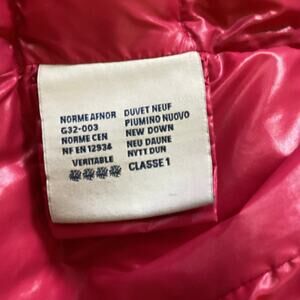 NORME AFNOR
G32-003
NORME CEN
NF EN 12934
VERITABLE
DUVET NEUF
PIUMINO NUOVO
NEW DOWN
NEU DAUNE
NYTT DUN
CLASSE 1